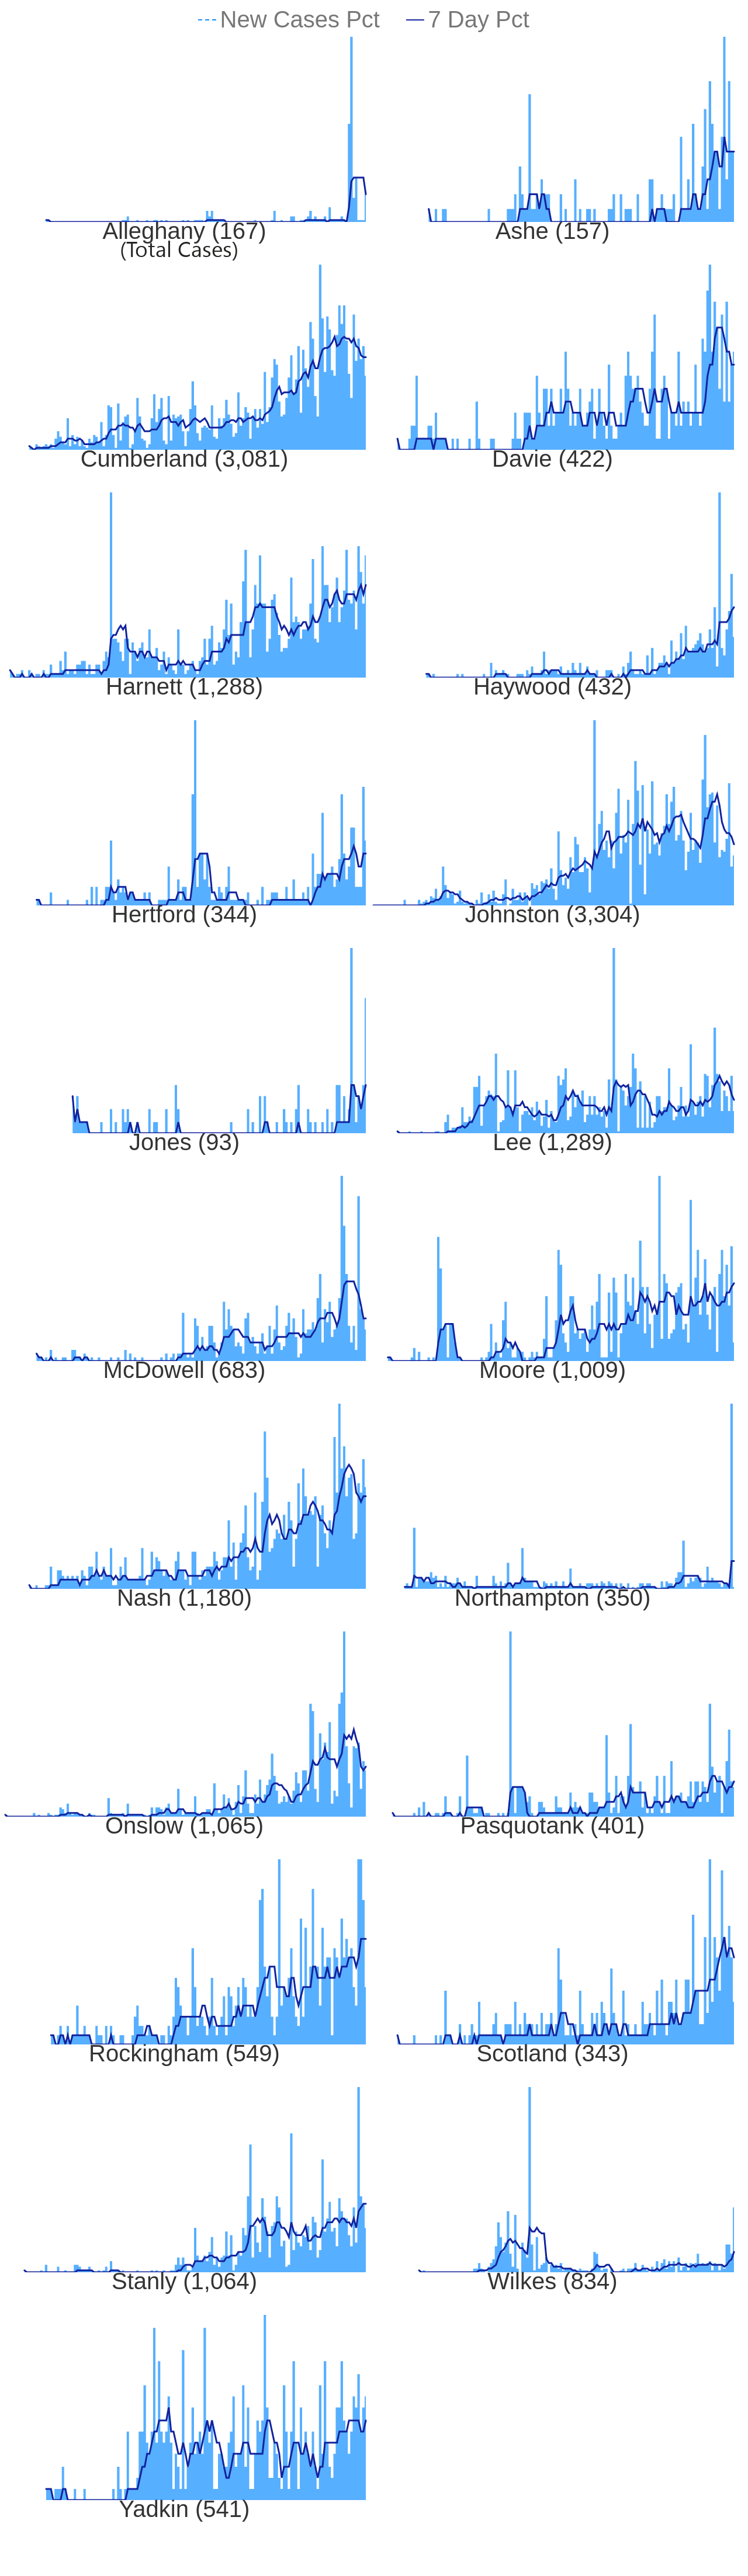 New Cases Pct 7 Day Pct
Alleghany (167) Ashe (157)
(Total Cases)
Cumberland (3,081) Davie (422)
Harnett (1,288) Haywood (432)
Hertford (344) Johnston (3,304)
Jones (93) Lee (1,289)
McDowell (683) Moore (1,009)
Nash (1,180) Northampton (350)
Onslow (1,065) Pasquotank (401)
Rockingham (549) Scotland (343)
Stanly (1,064) Wilkes (834)
Yadkin (541)